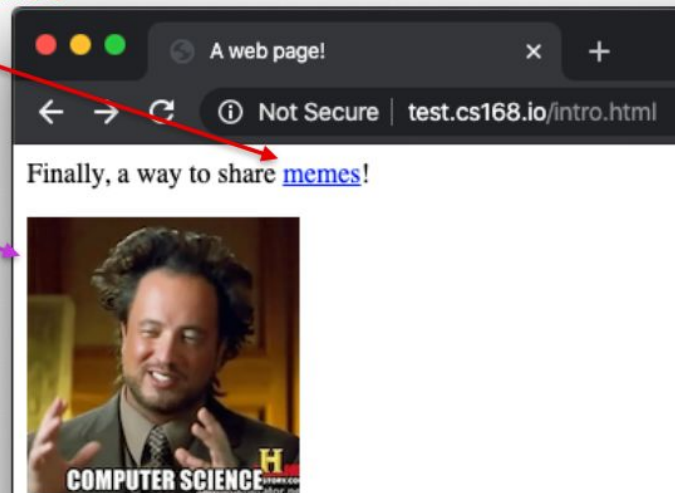 A web page!
Not Secure | test.cs168.io/intro.html
Finally, a way to share memes!
H
COMPUTER SCIENCE